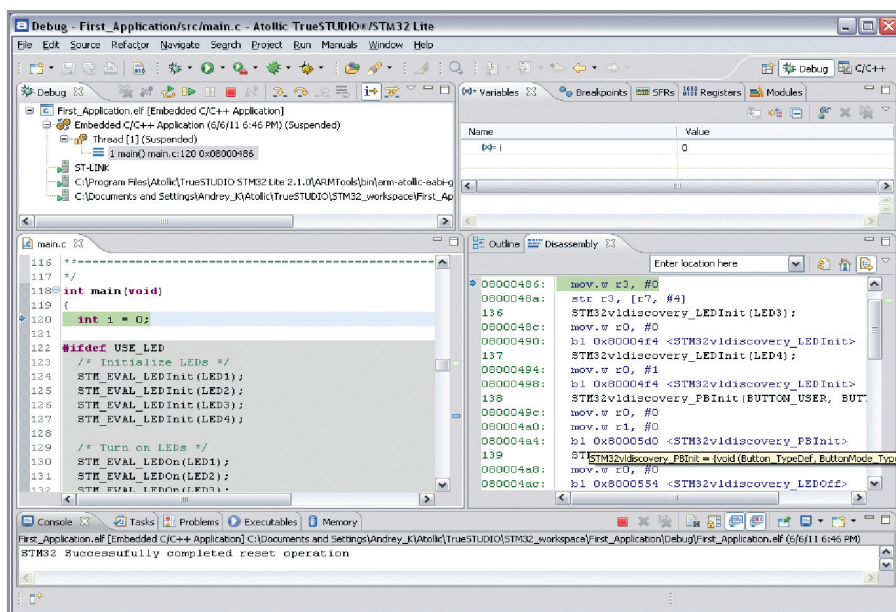 Debug - First_Application/src/main.c - Atollic TrueSTUDIO®/STM32 Lite
File Edit Source Refactor Navigate Search Project Run Manuals Window Help
Debug C/C++
Debug
First_Application.elf [Embedded C/C++ Application]
Embedded C/C++ Application (6/6/11 6:46 PM) (Suspended)
Thread [1] (Suspended)
1 main() main.c:120 0x08000486
ST-LINK
C:\Program Files\Atollic\TrueSTUDIO STM32 Lite 2.1.0\ARMTools\bin\arm-atollic-eabi-g
C:\Documents and Settings\Andrey_K\Atollic\TrueSTUDIO\STM32_workspace\First_Ap
(x)= Variables Breakpoints SFRs Registers Modules
Name Value
(x)= i 0
main.c
116 **-----------------------------------------------
117 */
118 int main(void)
119 {
120 int i = 0;
121
122 #ifdef USE_LED
123 /* Initialize LEDs */
124 STM_EVAL_LEDInit(LED1);
125 STM_EVAL_LEDInit(LED2);
126 STM_EVAL_LEDInit(LED3);
127 STM_EVAL_LEDInit(LED4);
128
129 /* Turn on LEDs */
130 STM_EVAL_LEDOn(LED1);
131 STM_EVAL_LEDOn(LED2);
132 STM_EVAL_LEDOn(LED3);
Outline Disassembly
Enter location here
08000486: mov.w r3, #0
0800048a: str r3, [r7, #4]
136 STM32vldiscovery_LEDInit(LED3);
0800048c: mov.w r0, #0
08000490: bl 0x80004f4 <STM32vldiscovery_LEDInit>
137 STM32vldiscovery_LEDInit(LED4);
08000494: mov.w r0, #1
08000498: bl 0x80004f4 <STM32vldiscovery_LEDInit>
138 STM32vldiscovery_PBInit(BUTTON_USER, BUTT
0800049c: mov.w r0, #0
080004a0: mov.w r1, #0
080004a4: bl 0x80005d0 <STM32vldiscovery_PBInit>
139 ST
STM32vldiscovery_PBInit = {void (Button_TypeDef, ButtonMode_Type
080004a8: mov.w r0, #0
080004ac: bl 0x8000554 <STM32vldiscovery_LEDOff>
Console Tasks Problems Executables Memory
First_Application.elf [Embedded C/C++ Application] C:\Documents and Settings\Andrey_K\Atollic\TrueSTUDIO\STM32_workspace\First_Application\Debug\First_Application.elf (6/6/11 6:46 PM)
STM32 Successufully completed reset operation